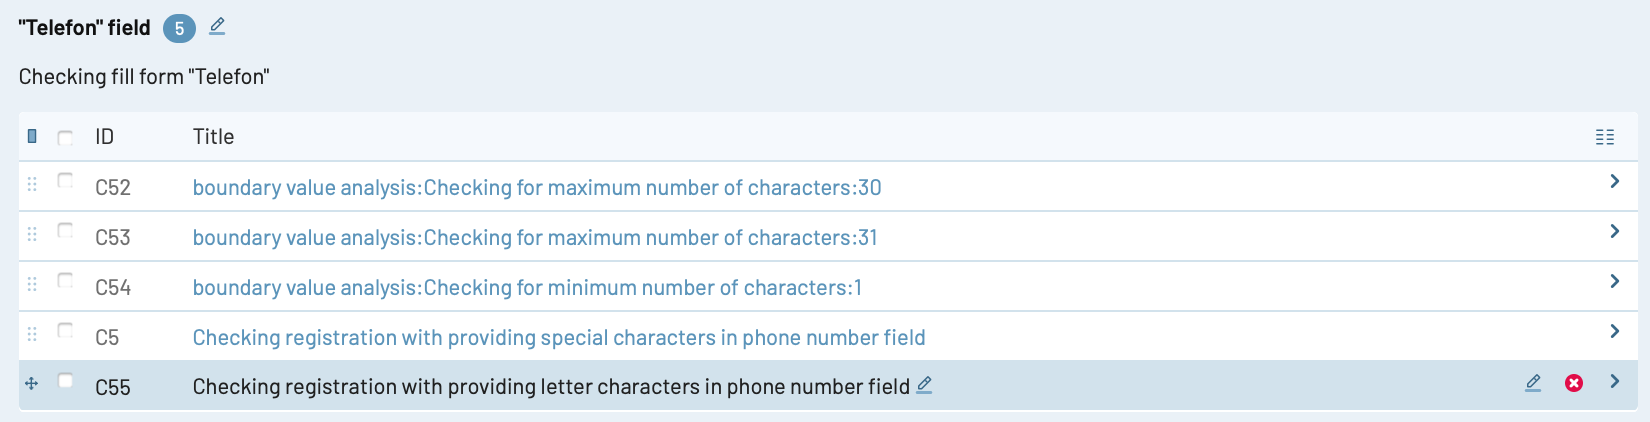 "Telefon" field 5
Checking fill form "Telefon"
ID Title
C52 boundary value analysis:Checking for maximum number of characters:30
C53 boundary value analysis:Checking for maximum number of characters:31
C54 boundary value analysis:Checking for minimum number of characters:1
C5 Checking registration with providing special characters in phone number field
C55 Checking registration with providing letter characters in phone number field